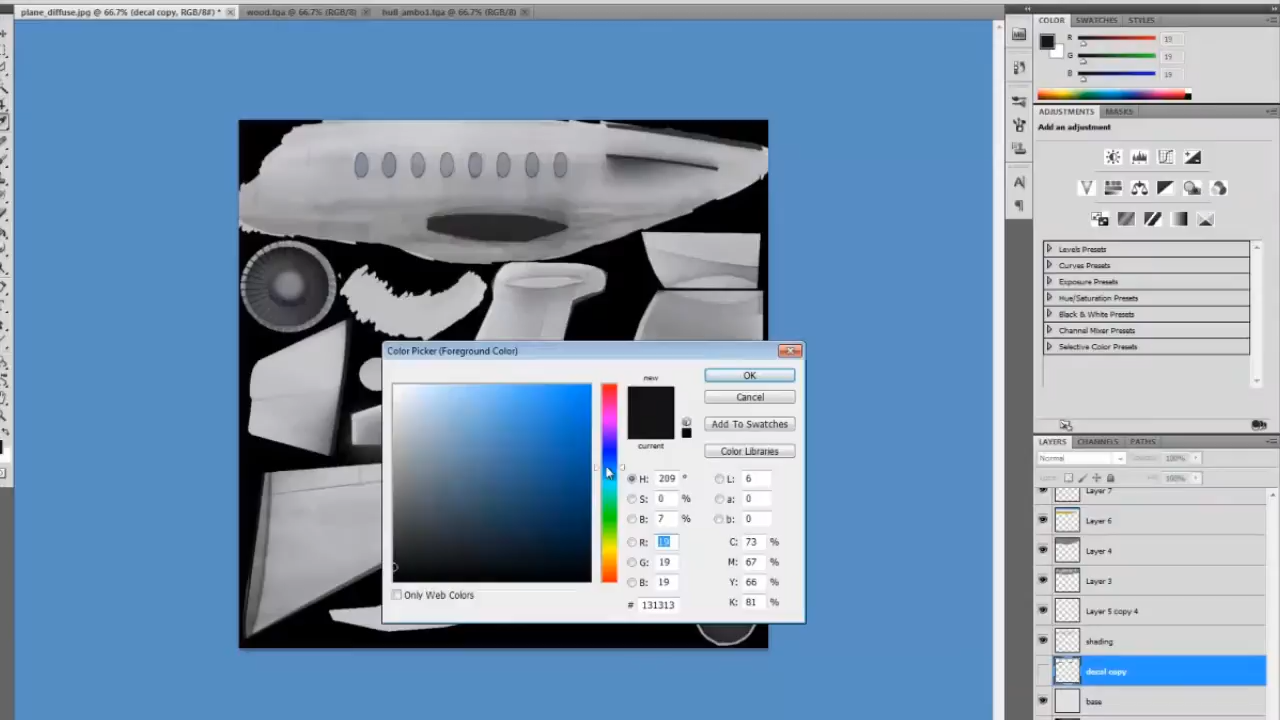 plane_diffuse.jpg @ 66.7% (decal copy, RGB/8#) *
wood.tga @ 66.7% (RGB/8)
hull_ambo1.tga @ 66.7% (RGB/8)
COLOR SWATCHES STYLES
R 19
G 19
B 19
ADJUSTMENTS MASKS
Add an adjustment
Levels Presets
Curves Presets
Exposure Presets
Hue/Saturation Presets
Black & White Presets
Channel Mixer Presets
Selective Color Presets
Color Picker (Foreground Color)
new
current
OK
Cancel
Add To Swatches
Color Libraries
H: 209 ° L: 6
S: 0 % a: 0
B: 7 % b: 0
R: 19 C: 73 %
G: 19 M: 67 %
B: 19 Y: 66 %
# 131313 K: 81 %
Only Web Colors
LAYERS CHANNELS PATHS
Normal Opacity: 100%
100%
Layer 7
Layer 6
Layer 4
Layer 3
Layer 5 copy 4
shading
decal copy
base